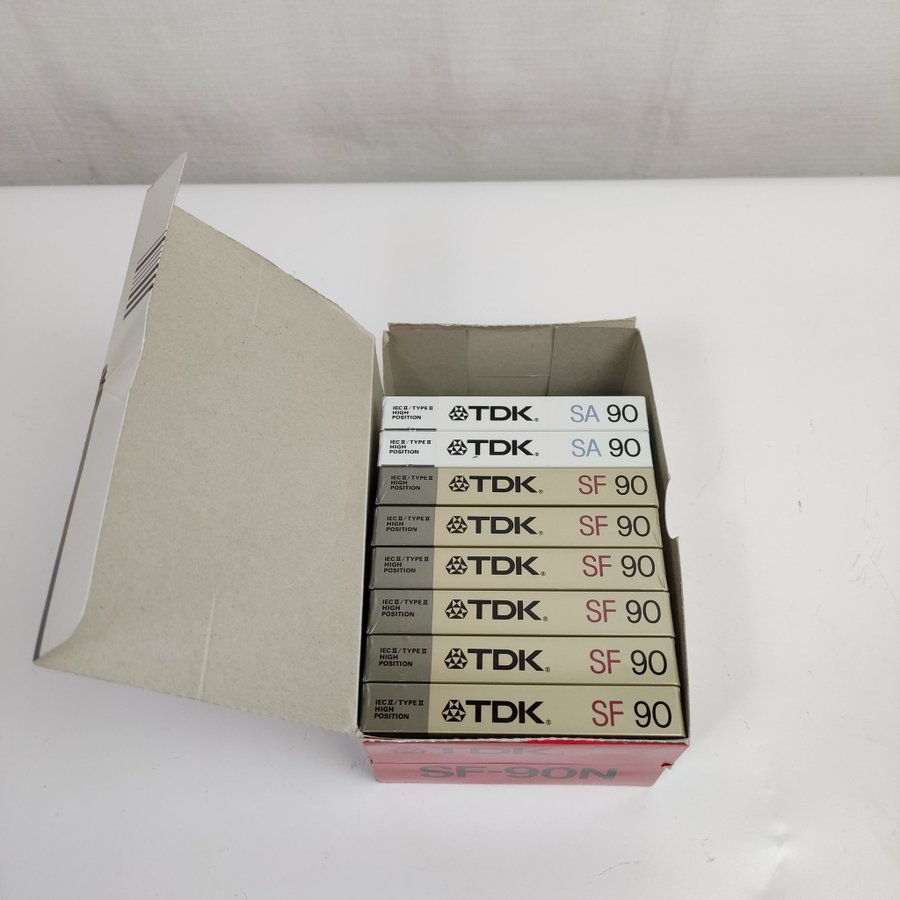 IEC II/TYPE II
HIGH
POSITION
TDK® SA 90
IEC II/TYPE II
HIGH
POSITION
TDK® SA 90
IEC II/TYPE II
HIGH
POSITION
TDK® SF 90
IEC II/TYPE II
HIGH
POSITION
TDK® SF 90
IEC II/TYPE II
HIGH
POSITION
TDK® SF 90
IEC II/TYPE II
HIGH
POSITION
TDK® SF 90
IEC II/TYPE II
HIGH
POSITION
TDK® SF 90
IEC II/TYPE II
HIGH
POSITION
TDK® SF 90
TDK
SF-90N